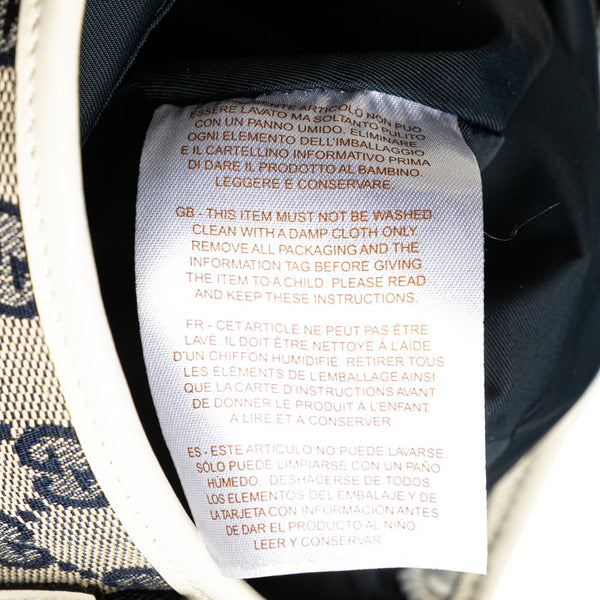 ARTICOLO NON PUÒ
ESSERE LAVATO MA SOLTANTO PULITO
CON UN PANNO UMIDO. ELIMINARE
OGNI ELEMENTO DELL'IMBALLAGGIO
E IL CARTELLINO INFORMATIVO PRIMA
DI DARE IL PRODOTTO AL BAMBINO.
LEGGERE E CONSERVARE.
GB - THIS ITEM MUST NOT BE WASHED
CLEAN WITH A DAMP CLOTH ONLY
REMOVE ALL PACKAGING AND THE
INFORMATION TAG BEFORE GIVING
THE ITEM TO A CHILD. PLEASE READ
AND KEEP THESE INSTRUCTIONS.
FR - CET ARTICLE NE PEUT PAS ÊTRE
LAVE. IL DOIT ÊTRE NETTOYÉ À L'AIDE
D'UN CHIFFON HUMIDIFIÉ. RETIRER TOUS
LES ÉLÉMENTS DE L'EMBALAGE AINSI
QUE LA CARTE D'INSTRUCTIONS AVANT
DE DONNER LE PRODUIT À L'ENFANT.
A LIRE ET À CONSERVER.
ES - ESTE ARTICULO NO PUEDE LAVARSE.
SÓLO PUEDE LIMPIARSE CON UN PAÑO
HÚMEDO. DESHACERSE DE TODOS
LOS ELEMENTOS DEL EMBALAJE Y DE
LA TARJETA CON INFORMACIÓN ANTES
DE DAR EL PRODUCTO AL NIÑO
LEER Y CONSERVAR